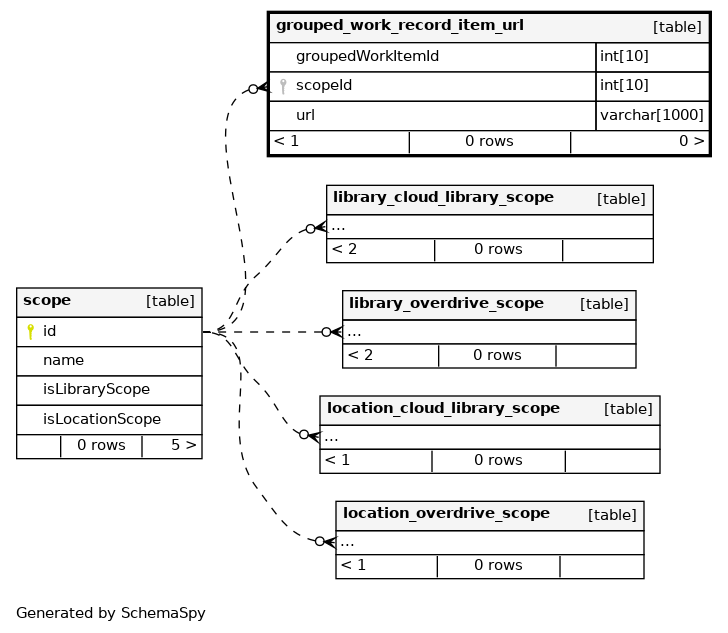 grouped_work_record_item_url [table]
groupedWorkItemId int[10]
scopeId int[10]
url varchar[1000]
< 1 0 rows 0 >
library_cloud_library_scope [table]
...
< 2 0 rows
scope [table]
id
name
isLibraryScope
isLocationScope
0 rows 5 >
library_overdrive_scope [table]
...
< 2 0 rows
location_cloud_library_scope [table]
...
< 1 0 rows
location_overdrive_scope [table]
...
< 1 0 rows
Generated by SchemaSpy